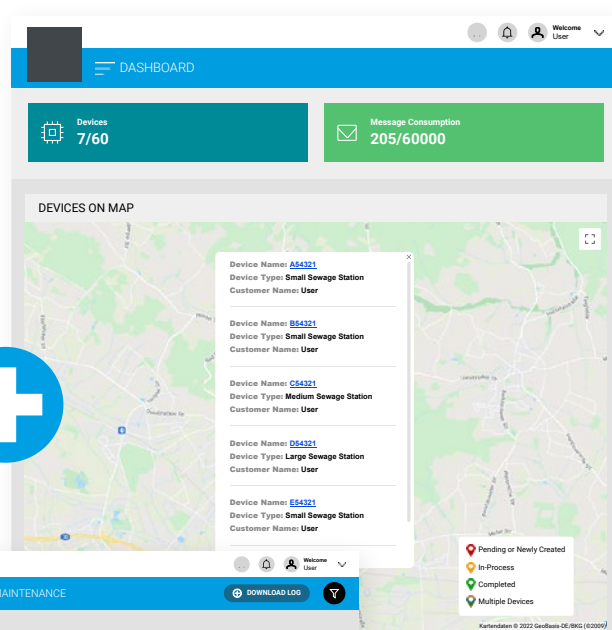 Welcome
User
DASHBOARD
Devices
7/60
Message Consumption
205/60000
DEVICES ON MAP
Device Name: A54321
Device Type: Small Sewage Station
Customer Name: User
Device Name: B54321
Device Type: Small Sewage Station
Customer Name: User
Device Name: C54321
Device Type: Medium Sewage Station
Customer Name: User
Device Name: D54321
Device Type: Large Sewage Station
Customer Name: User
Device Name: E54321
Device Type: Small Sewage Station
Customer Name: User
Pending or Newly Created
In-Process
Completed
Multiple Devices
Kartendaten © 2022 GeoBasis-DE/BKG (©2009)
Welcome
User
MAINTENANCE
DOWNLOAD LOG